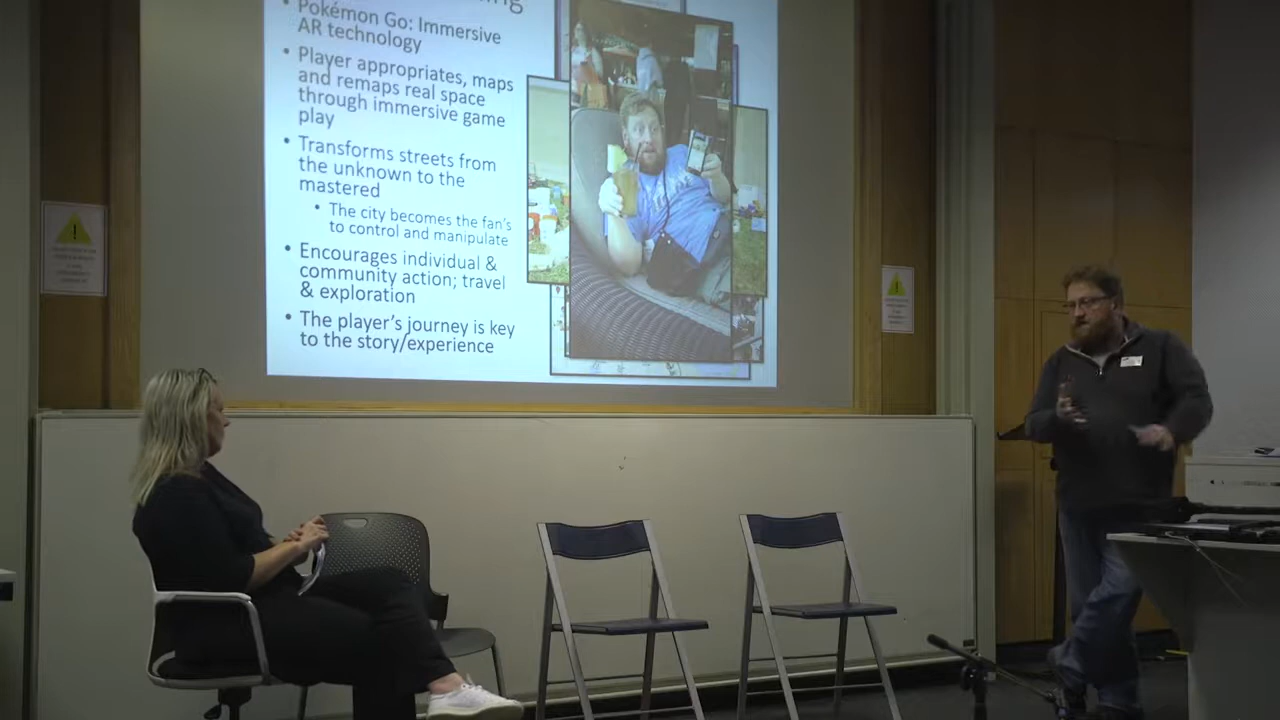 • Pokémon Go: Immersive
AR technology
• Player appropriates, maps
and remaps real space
through immersive game
play
• Transforms streets from
the unknown to the
mastered
• The city becomes the fan's
to control and manipulate
• Encourages individual &
community action; travel
& exploration
• The player's journey is key
to the story/experience